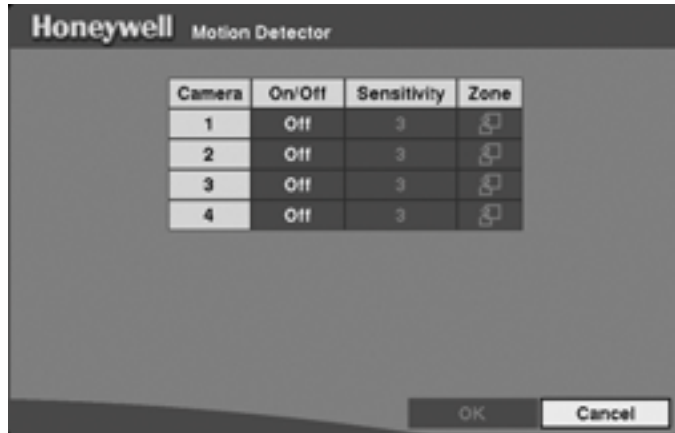 Honeywell Motion Detector
Camera On/Off Sensitivity Zone
1 Off 3
2 Off 3
3 Off 3
4 Off 3
OK Cancel